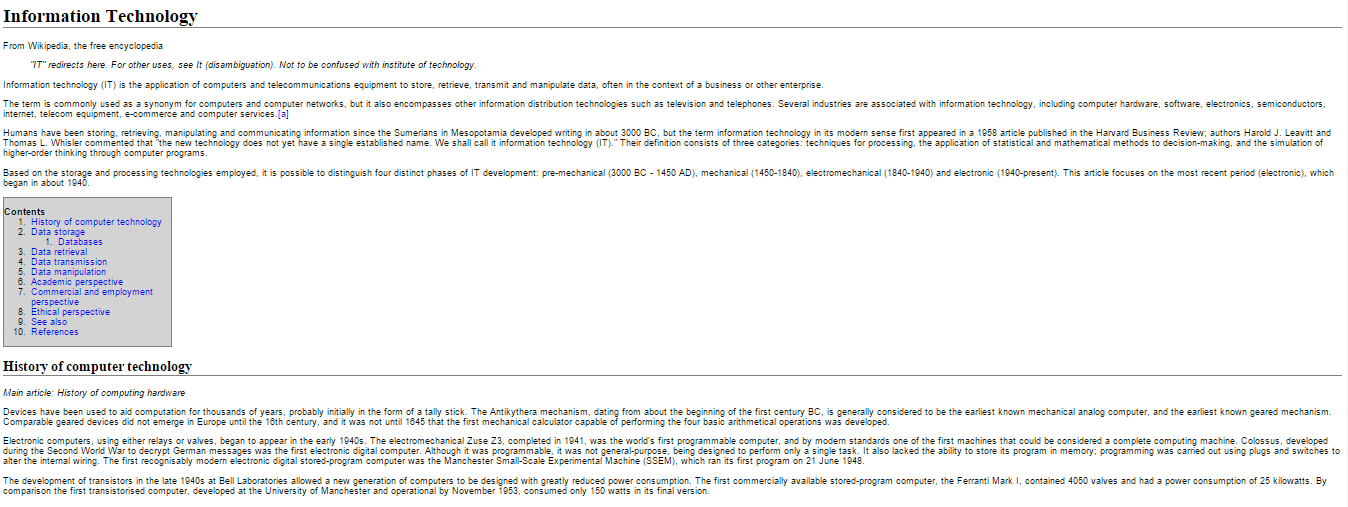 Information Technology
From Wikipedia, the free encyclopedia
"IT" redirects here. For other uses, see It (disambiguation). Not to be confused with institute of technology.
Information technology (IT) is the application of computers and telecommunications equipment to store, retrieve, transmit and manipulate data, often in the context of a business or other enterprise.
The term is commonly used as a synonym for computers and computer networks, but it also encompasses other information distribution technologies such as television and telephones. Several industries are associated with information technology, including computer hardware, software, electronics, semiconductors,
internet, telecom equipment, e-commerce and computer services.[a]
Humans have been storing, retrieving, manipulating and communicating information since the Sumerians in Mesopotamia developed writing in about 3000 BC, but the term information technology in its modern sense first appeared in a 1958 article published in the Harvard Business Review; authors Harold J. Leavitt and
Thomas L. Whisler commented that "the new technology does not yet have a single established name. We shall call it information technology (IT)." Their definition consists of three categories: techniques for processing, the application of statistical and mathematical methods to decision-making, and the simulation of
higher-order thinking through computer programs.
Based on the storage and processing technologies employed, it is possible to distinguish four distinct phases of IT development: pre-mechanical (3000 BC - 1450 AD), mechanical (1450-1840), electromechanical (1840-1940) and electronic (1940-present). This article focuses on the most recent period (electronic), which
began in about 1940.
Contents
1. History of computer technology
2. Data storage
1. Databases
3. Data retrieval
4. Data transmission
5. Data manipulation
6. Academic perspective
7. Commercial and employment
perspective
8. Ethical perspective
9. See also
10. References
History of computer technology
Main article: History of computing hardware
Devices have been used to aid computation for thousands of years, probably initially in the form of a tally stick. The Antikythera mechanism, dating from about the beginning of the first century BC, is generally considered to be the earliest known mechanical analog computer, and the earliest known geared mechanism.
Comparable geared devices did not emerge in Europe until the 16th century, and it was not until 1645 that the first mechanical calculator capable of performing the four basic arithmetical operations was developed.
Electronic computers, using either relays or valves, began to appear in the early 1940s. The electromechanical Zuse Z3, completed in 1941, was the world's first programmable computer, and by modern standards one of the first machines that could be considered a complete computing machine. Colossus, developed
during the Second World War to decrypt German messages was the first electronic digital computer. Although it was programmable, it was not general-purpose, being designed to perform only a single task. It also lacked the ability to store its program in memory; programming was carried out using plugs and switches to
alter the internal wiring. The first recognisably modern electronic digital stored-program computer was the Manchester Small-Scale Experimental Machine (SSEM), which ran its first program on 21 June 1948.
The development of transistors in the late 1940s at Bell Laboratories allowed a new generation of computers to be designed with greatly reduced power consumption. The first commercially available stored-program computer, the Ferranti Mark I, contained 4050 valves and had a power consumption of 25 kilowatts. By
comparison the first transistorised computer, developed at the University of Manchester and operational by November 1953, consumed only 150 watts in its final version.